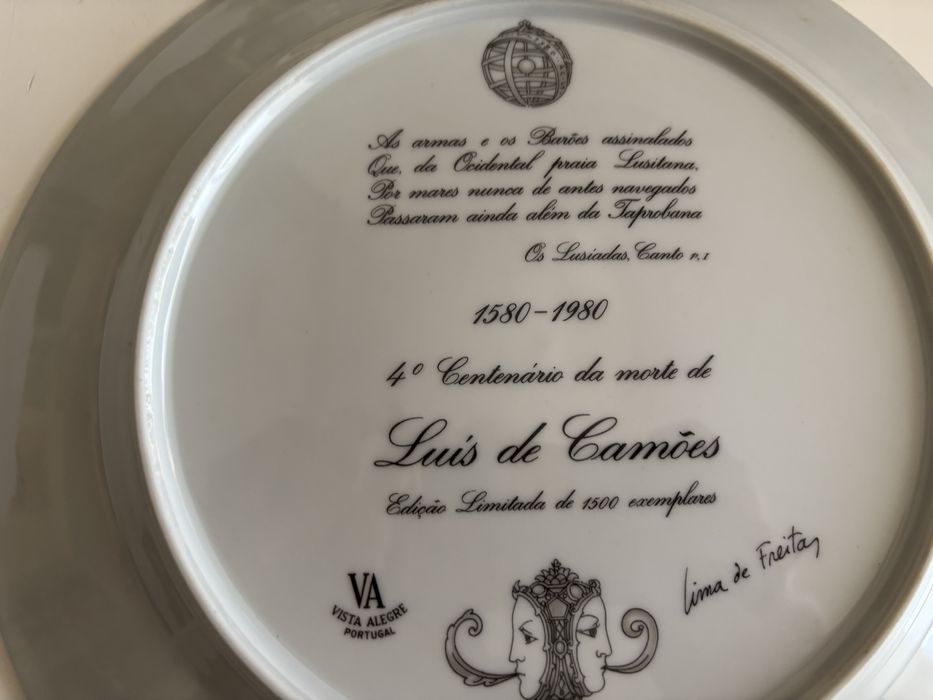 As armas e os Barões assinalados
Que, da Ocidental praia Lusitana,
Por mares nunca de antes navegados
Passaram ainda além da Taprobana
Os Lusíadas, Canto
1580-1980
4º Centenário da morte de
Luís de Camões
Edição Limitada de 1500 exemplares
Lima de Freitas
VA
VISTA ALEGRE
PORTUGAL